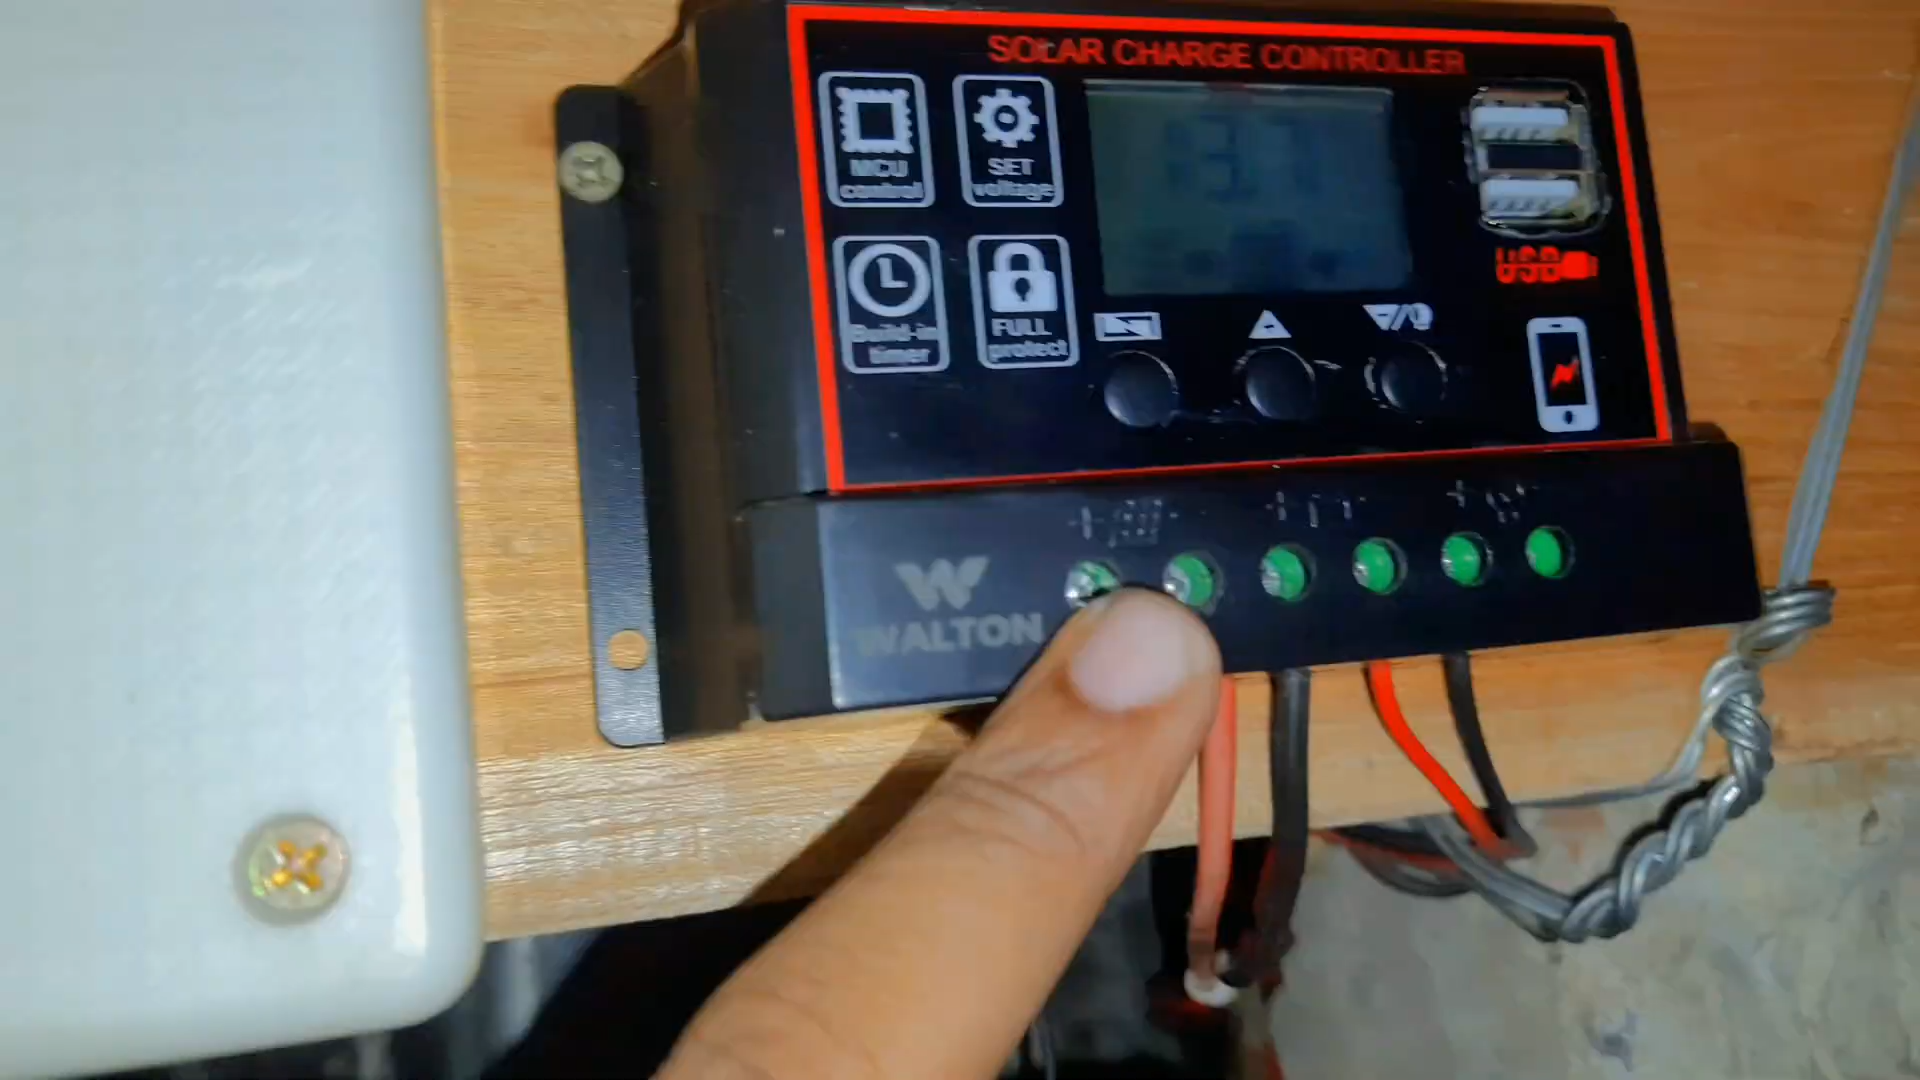 SOLAR CHARGE CONTROLLER
MCU
control
SET
voltage
Build-in
timer
FULL
protect
USB
WALTON